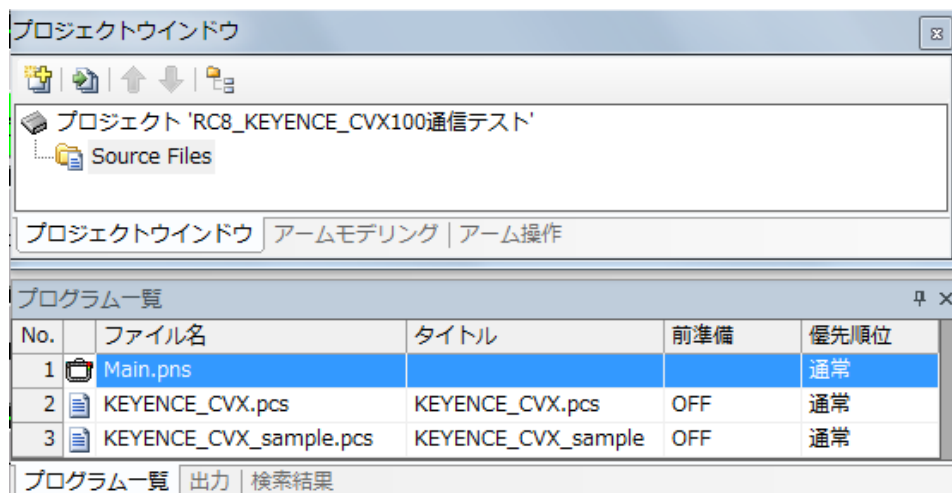 プロジェクトウインドウ
プロジェクト 'RC8_KEYENCE_CVX100通信テスト'
Source Files
プロジェクトウインドウ アームモデリング アーム操作
プログラム一覧
No. ファイル名 タイトル 前準備 優先順位
1 Main.pns 通常
2 KEYENCE_CVX.pcs KEYENCE_CVX.pcs OFF 通常
3 KEYENCE_CVX_sample.pcs KEYENCE_CVX_sample OFF 通常
プログラム一覧 出力 検索結果